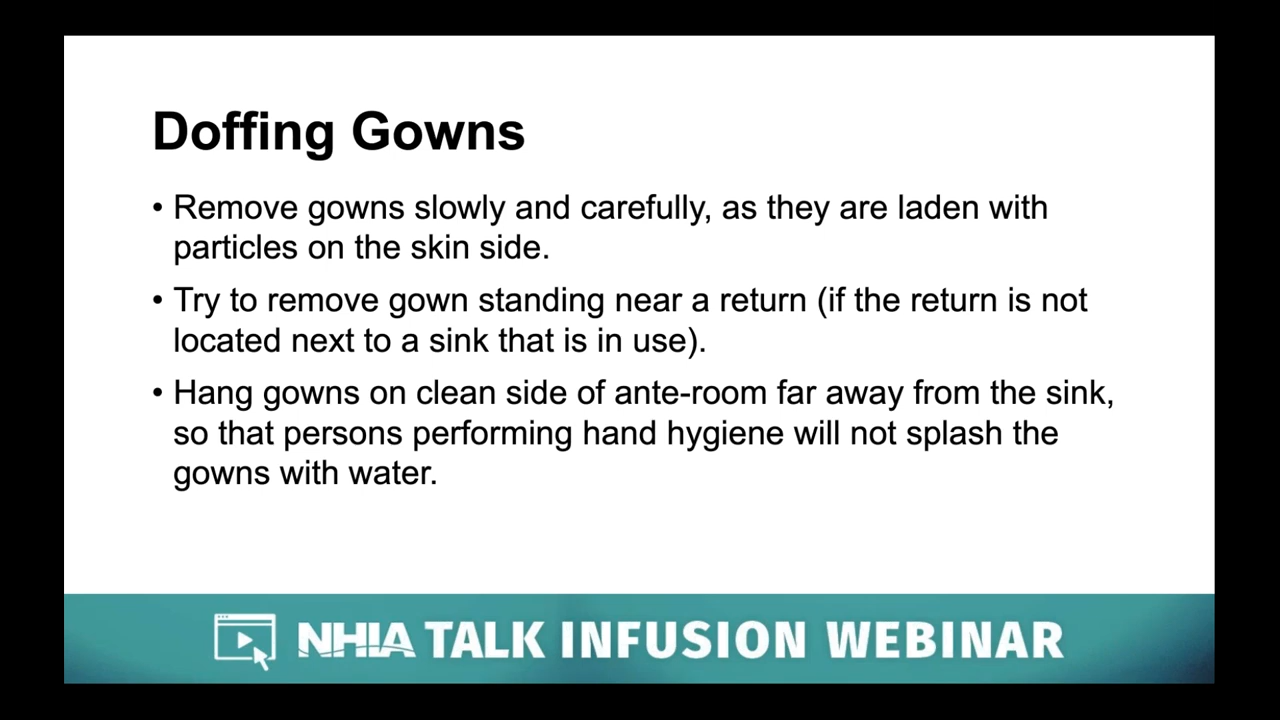 Doffing Gowns
• Remove gowns slowly and carefully, as they are laden with
particles on the skin side.
• Try to remove gown standing near a return (if the return is not
located next to a sink that is in use).
• Hang gowns on clean side of ante-room far away from the sink,
so that persons performing hand hygiene will not splash the
gowns with water.
NHIA TALK INFUSION WEBINAR